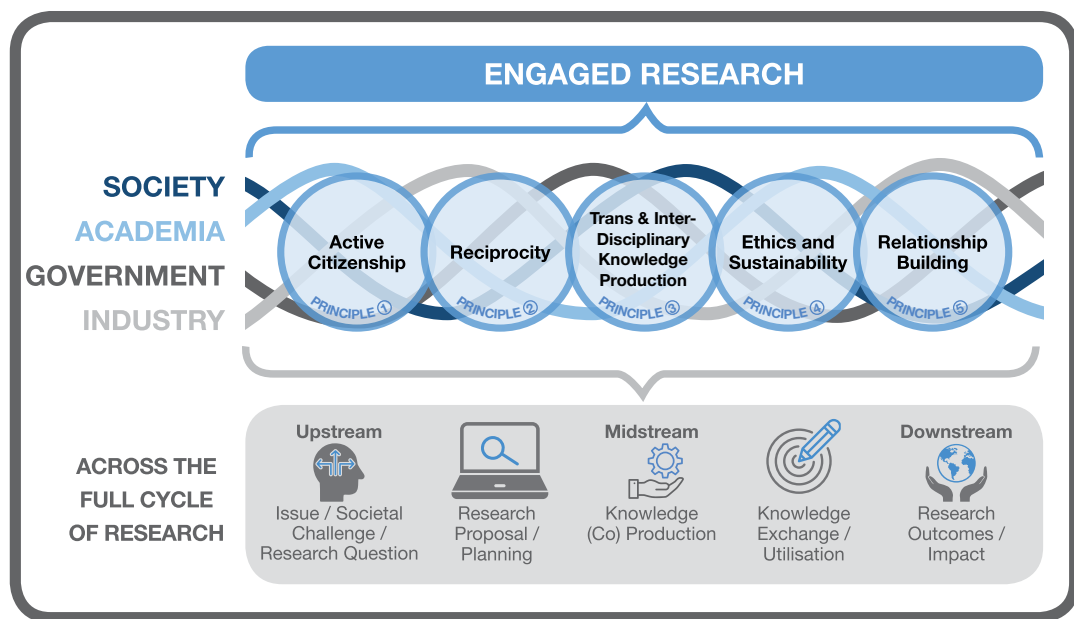 ENGAGED RESEARCH
SOCIETY
ACADEMIA
GOVERNMENT
INDUSTRY
Active
Citizenship
PRINCIPLE 1
Reciprocity
PRINCIPLE 2
Trans & Inter-
Disciplinary
Knowledge
Production
PRINCIPLE 3
Ethics and
Sustainability
PRINCIPLE 4
Relationship
Building
PRINCIPLE 5
ACROSS THE
FULL CYCLE
OF RESEARCH
Upstream
Issue / Societal
Challenge /
Research Question
Research
Proposal /
Planning
Midstream
Knowledge
(Co) Production
Knowledge
Exchange /
Utilisation
Downstream
Research
Outcomes /
Impact